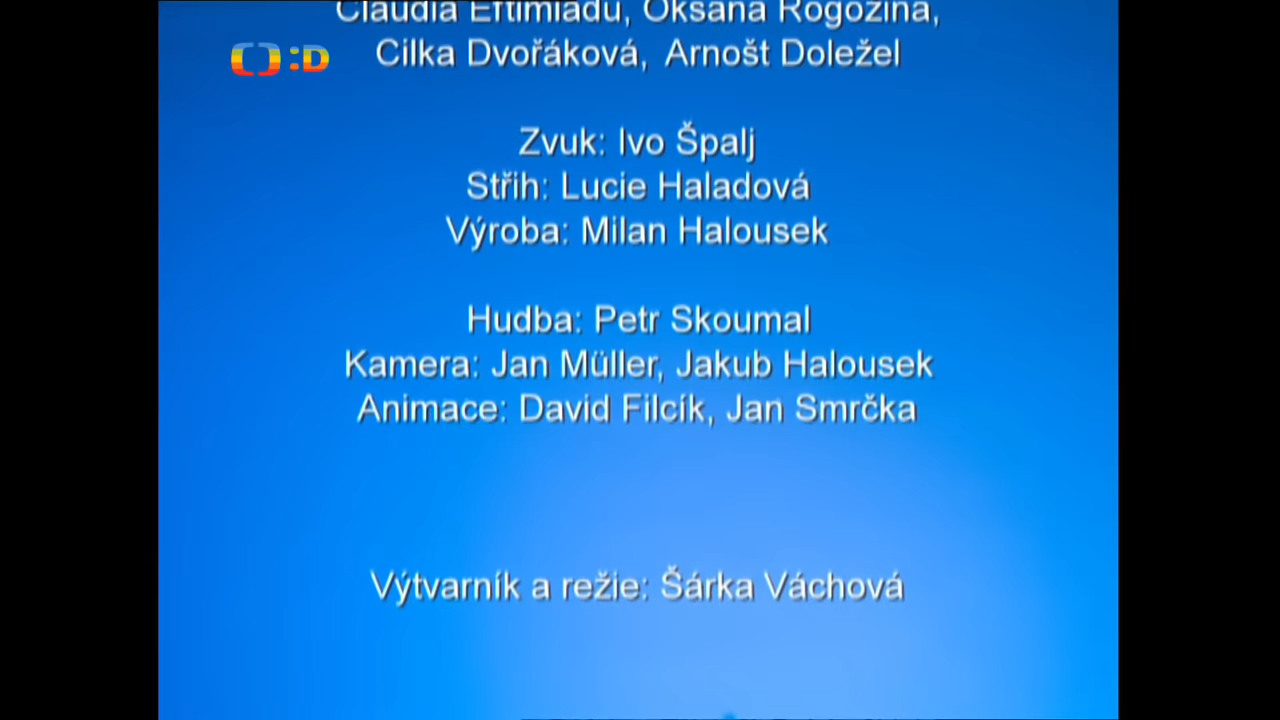 Claudia Eftimiadu, Oksana Rogozina,
Cilka Dvořáková, Arnošt Doležel
:D
Zvuk: Ivo Špalj
Střih: Lucie Haladová
Výroba: Milan Halousek
Hudba: Petr Skoumal
Kamera: Jan Müller, Jakub Halousek
Animace: David Filcík, Jan Smrčka
Výtvarník a režie: Šárka Váchová